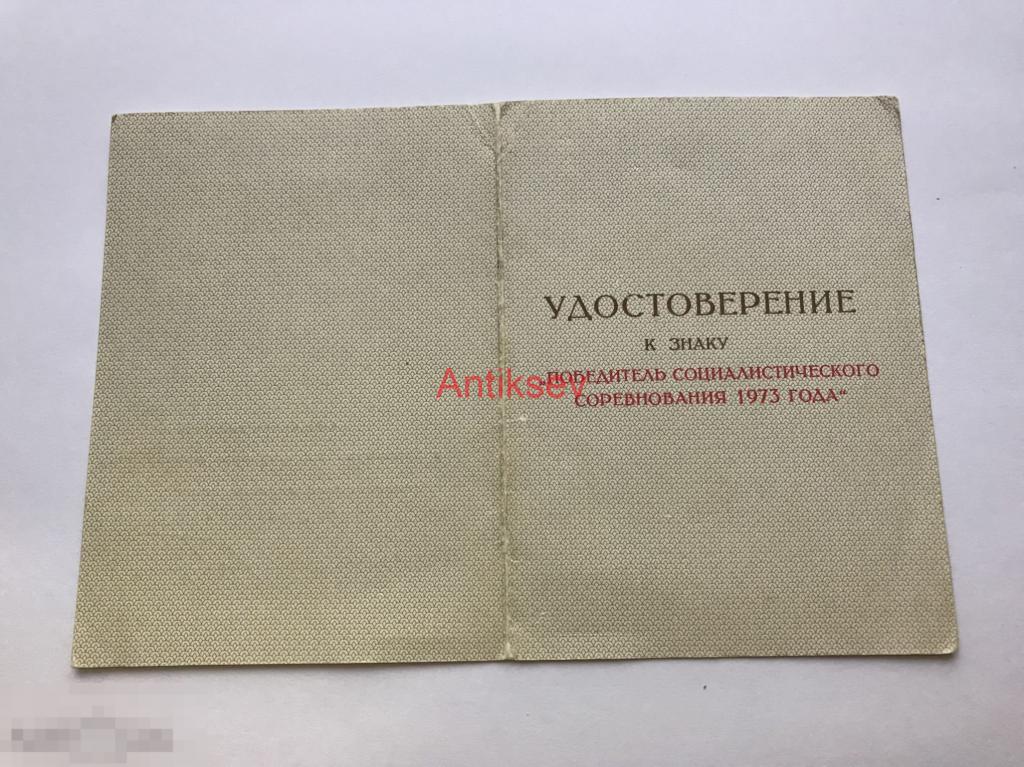 УДОСТОВЕРЕНИЕ
К ЗНАКУ
„ПОБЕДИТЕЛЬ СОЦИАЛИСТИЧЕСКОГО
СОРЕВНОВАНИЯ 1973 ГОДА“
Antiksev